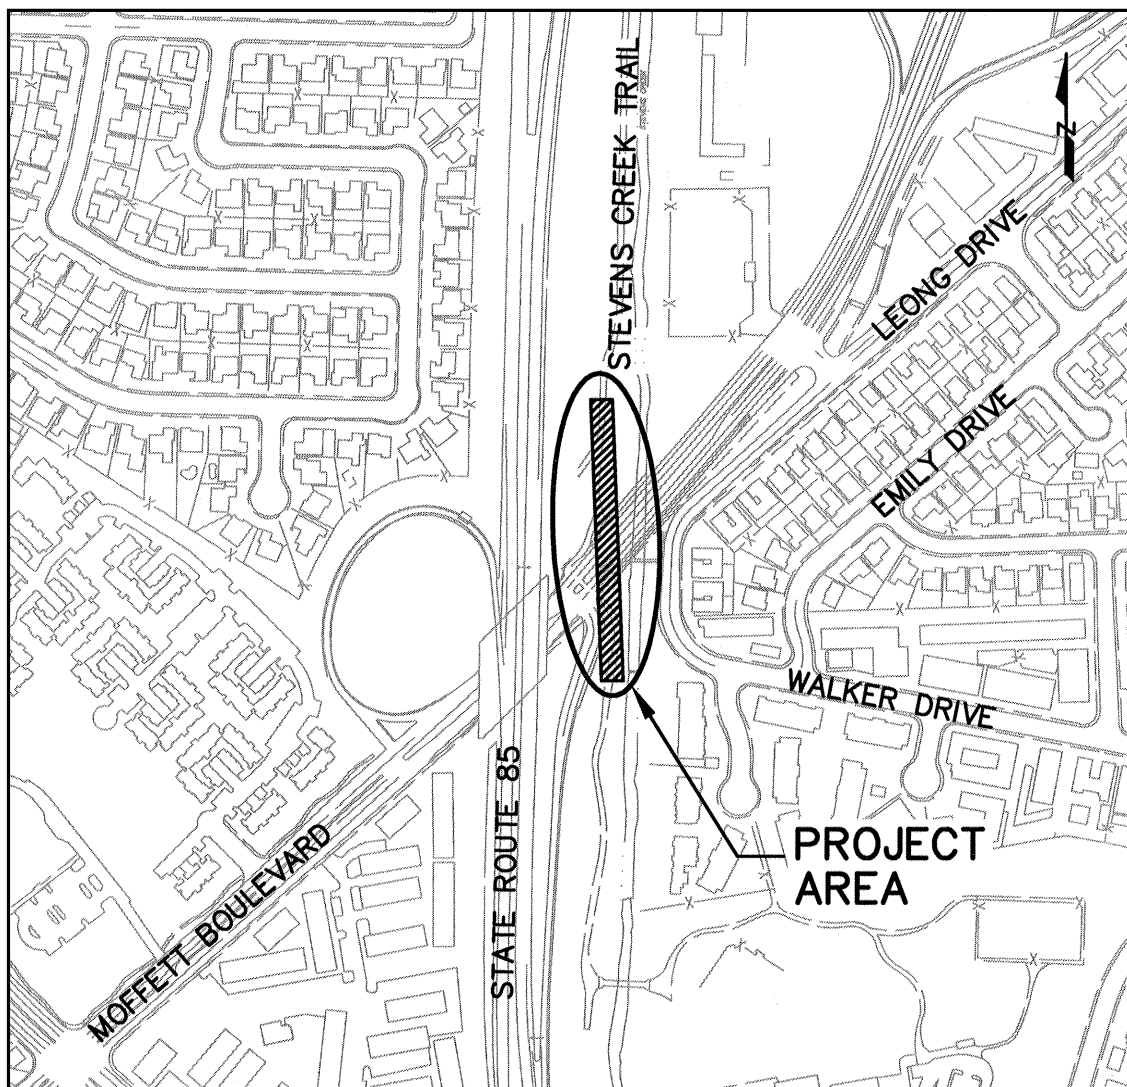 STEVENS CREEK TRAIL
N
LEONG DRIVE
EMILY DRIVE
WALKER DRIVE
PROJECT
AREA
STATE ROUTE 85
MOFFETT BOULEVARD